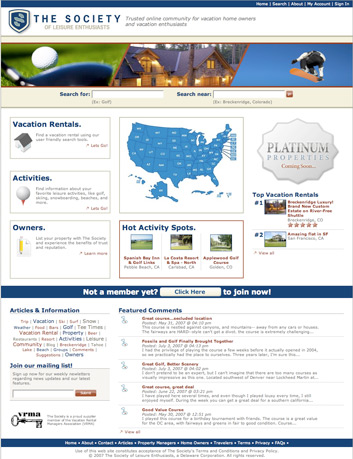 Home | Search | About | My Account | Sign In
THE SOCIETY
OF LEISURE ENTHUSIASTS
Trusted online community for vacation home owners
and vacation enthusiasts
Search for:
Search near:
(Ex: Golf)
(Ex: Breckenridge, Colorado)
Vacation Rentals.
Find a vacation rental using our
user friendly search tools.
Lets Go!
Activities.
Find information about your
favorite leisure activities, like golf,
skiing, snowboarding, beaches, and
more.
Lets Go!
Owners.
List your property with The Society
and experience the benefits of trust
and reputation.
Learn more
Hot Activity Spots.
Spanish Bay Inn
& Golf Links
Pebble Beach, CA
La Costa Resort
& Spa - North
Carlsbad, CA
Applewood Golf
Course
Golden, CO
PLATINUM
PROPERTIES
Coming Soon...
Top Vacation Rentals
#1
Breckenridge Luxury!
Brand New Custom
Estate on River-Free
Shuttle
Breckenridge, CO
#2
Amazing flat in SF
San Francisco, CA
View all
Not a member yet? Click Here to join now!
Articles & Information
Trip | Vacation | Ski | Surf | Snow |
Weather | Food | Bars | Golf | Tee Times |
Vacation Rental | Property | Beer |
Restaurants | Resort | Activities | Leisure |
Community | Blog | Breckenridge | Tahoe |
Lake | Beach | Groups | Comments |
Suggestions | Owners
Join our mailing list!
Sign up now for our weekly newsletters
regarding news updates and our latest
features.
vrma
The Society is a proud supporter
member of the Vacation Rental
Managers Association (VRMA)
Featured Comments
Great course...secluded location
Posted: May 31, 2007 @ 04:10 pm
This course is nestled against canyons, and mountains-- away from any city or houses.
The fairways are HARD-- style can't get a divot. the course is extremely challenging...
Fossils and Golf Finally Brought Together
Posted: July 3, 2007 @ 04:12 pm
I had the privilege of playing the course a few weeks before it actually opened in 2004,
so we practically had the place to ourselves. Three years later, I'm sure this...
Great Golf, Better Scenery
Posted: July 3, 2007 @ 04:02 pm
I don't pretend to be an expert, but I can't imagine that there are too many courses as
visually impressive as this one. Located southwest of Denver near Lookout Market st...
Great course, great deal
Posted: June 22, 2007 @ 03:21 pm
I have played here several times, and even though I played lousy every time, I still
enjoyed myself. During the week you can get a great deal for a southern california...
Good Value Course
Posted: May 30, 2007 @ 12:51 pm
I played this course for a birthday tournament with friends. The course is a great value
for the DC area, with fairways and greens in fair to good condition. Course...
View all
Home • About • Contact • Articles • Property Managers • Home Owners • Travelers • Terms • Privacy • FAQs •
Use of this web site constitutes acceptance of The Society's Terms and Conditions and Privacy Policy.
© 2007 The Society of Leisure Enthusiasts, a Delaware Corporation. All rights reserved.